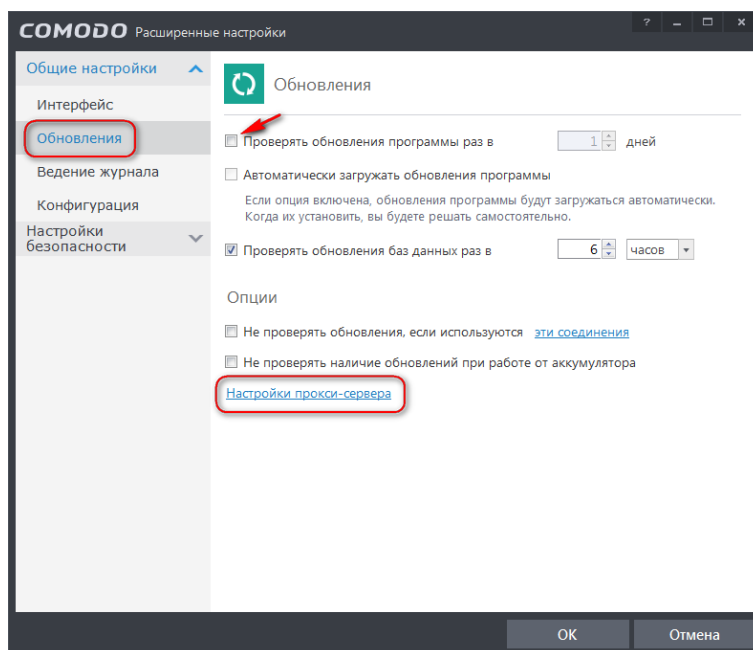 COMODO Расширенные настройки
Общие настройки
Интерфейс
Обновления
Ведение журнала
Конфигурация
Настройки
безопасности
Обновления
Проверять обновления программы раз в 1 дней
Автоматически загружать обновления программы
Если опция включена, обновления программы будут загружаться автоматически.
Когда их установить, вы будете решать самостоятельно.
Проверять обновления баз данных раз в 6 часов
Опции
Не проверять обновления, если используются эти соединения
Не проверять наличие обновлений при работе от аккумулятора
Настройки прокси-сервера
OK Отмена